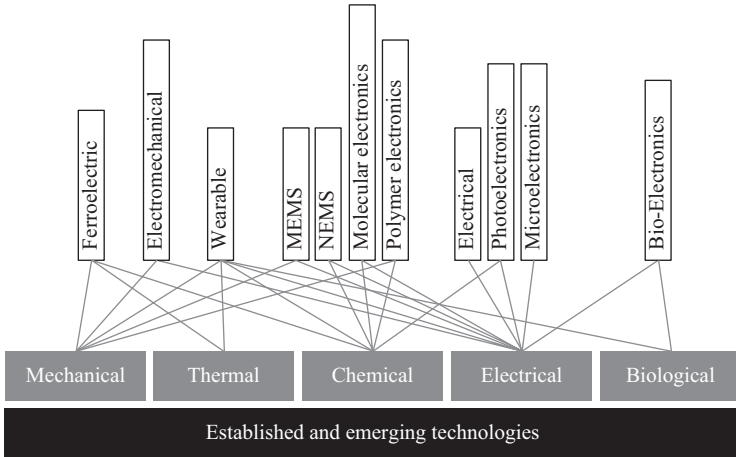 Ferroelectric
Electromechanical
Wearable
MEMS
NEMS
Molecular electronics
Polymer electronics
Electrical
Photoelectronics
Microelectronics
Bio-Electronics
Mechanical
Thermal
Chemical
Electrical
Biological
Established and emerging technologies